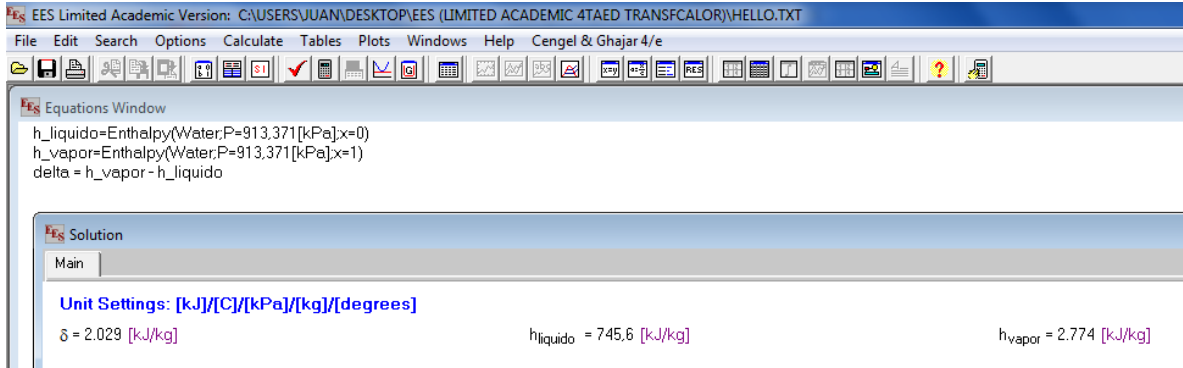 EES EES Limited Academic Version: C:\USERS\JUAN\DESKTOP\EES (LIMITED ACADEMIC 4TAED TRANSFCALOR)\HELLO.TXT
File Edit Search Options Calculate Tables Plots Windows Help Cengel & Ghajar 4/e
EES Equations Window
h_liquido=Enthalpy(Water;P=913,371[kPa];x=0)
h_vapor=Enthalpy(Water;P=913,371[kPa];x=1)
delta = h_vapor - h_liquido
EES Solution
Main
Unit Settings: [kJ]/[C]/[kPa]/[kg]/[degrees]
δ = 2.029 [kJ/kg] hliquido = 745,6 [kJ/kg] hvapor = 2.774 [kJ/kg]